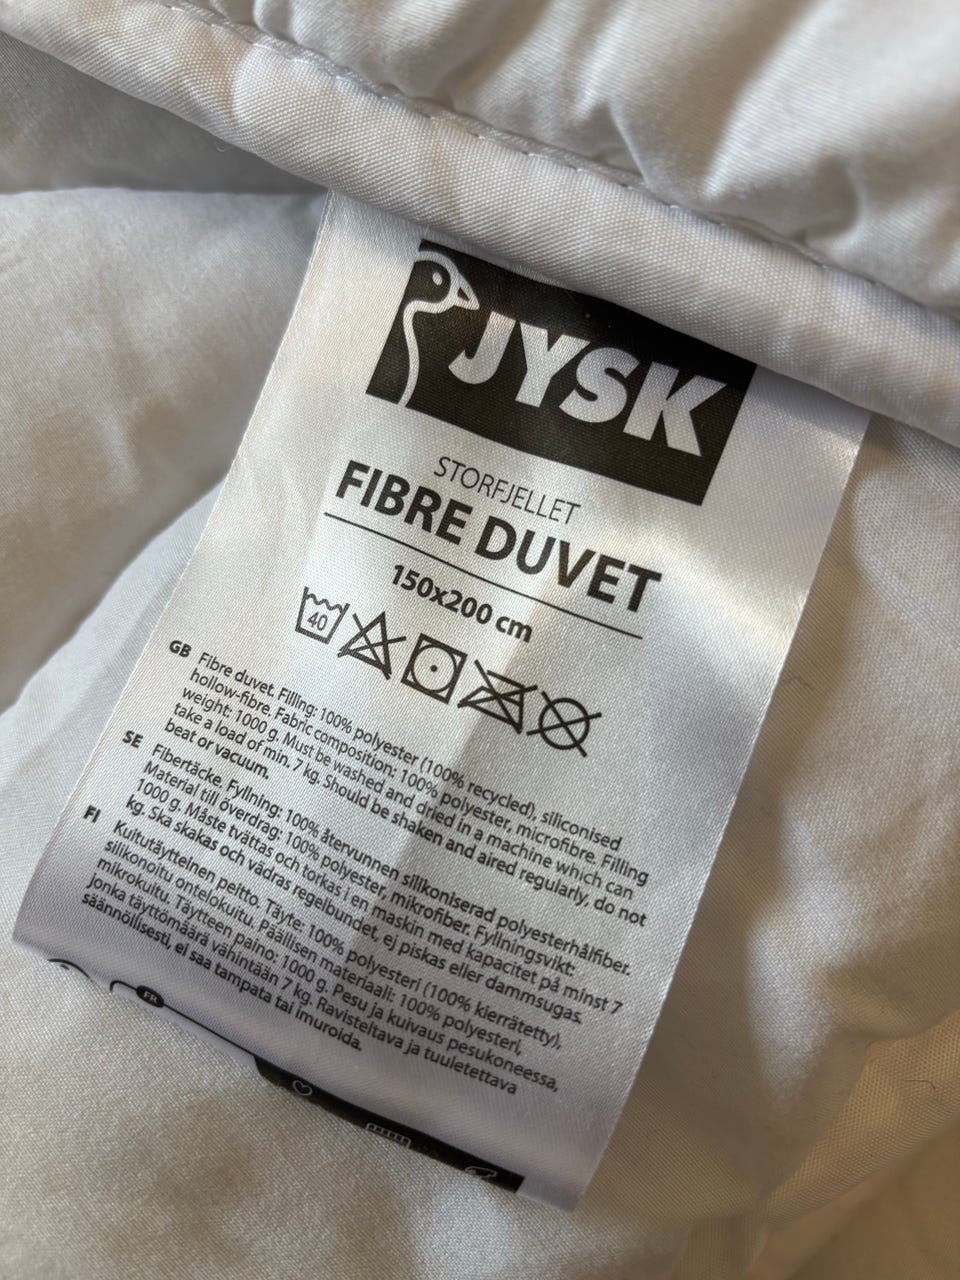 JYSK
STORFJELLET
FIBRE DUVET
150x200 cm
40
GB Fibre duvet. Filling: 100% polyester (100% recycled), siliconised
hollow-fibre. Fabric composition: 100% polyester, microfibre. Filling
weight: 1000 g. Must be washed and dried in a machine which can
take a load of min. 7 kg. Should be shaken and aired regularly, do not
beat or vacuum.
SE Fibertäcke. Fyllning: 100% återvunnen silikoniserad polyesterhålfiber.
Material till överdrag: 100% polyester, mikrofiber. Fyllningsvikt:
1000 g. Måste tvättas och torkas i en maskin med kapacitet på minst 7
kg. Ska skakas och vädras regelbundet, ej piskas eller dammsugas.
FI Kuitutäytteinen peitto. Täyte: 100% polyesteri (100% kierrätetty),
silikonoitu ontelokuitu. Päällisen materiaali: 100% polyesteri,
mikrokuitu. Täytteen paino: 1000 g. Pesu ja kuivaus pesukoneessa,
jonka täyttömäärä vähintään 7 kg. Ravisteltava ja tuuletettava
säännöllisesti, ei saa tampata tai imuroida.
FR